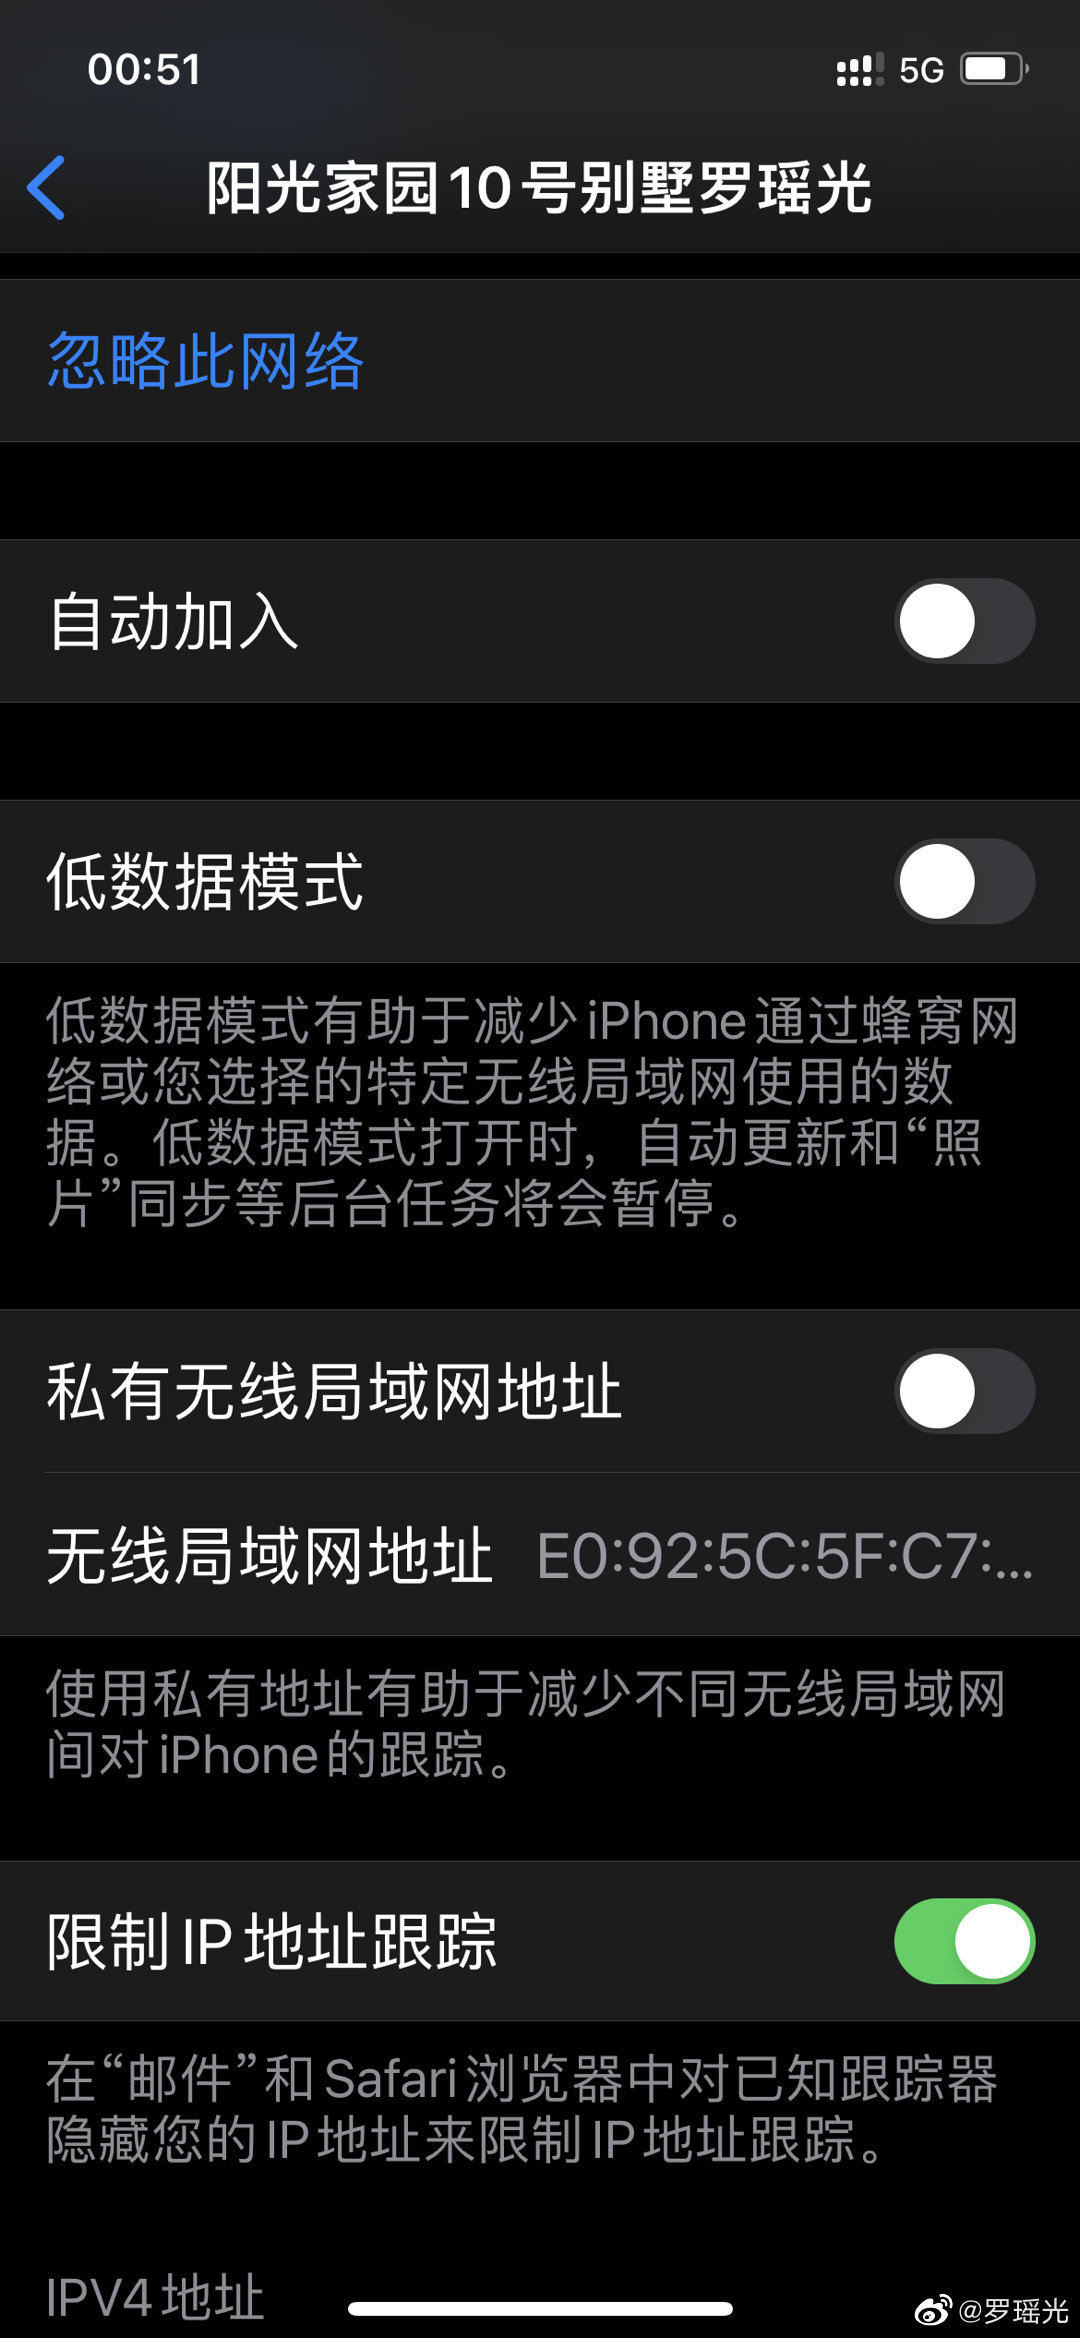 00:51
5G
阳光家园10号别墅罗瑶光
忽略此网络
自动加入
低数据模式
低数据模式有助于减少iPhone通过蜂窝网
络或您选择的特定无线局域网使用的数
据。低数据模式打开时，自动更新和“照
片”同步等后台任务将会暂停。
私有无线局域网地址
无线局域网地址 E0:92:5C:5F:C7:...
使用私有地址有助于减少不同无线局域网
间对iPhone的跟踪。
限制IP地址跟踪
在“邮件”和Safari浏览器中对已知跟踪器
隐藏您的IP地址来限制IP地址跟踪。
IPV4地址
@罗瑶光